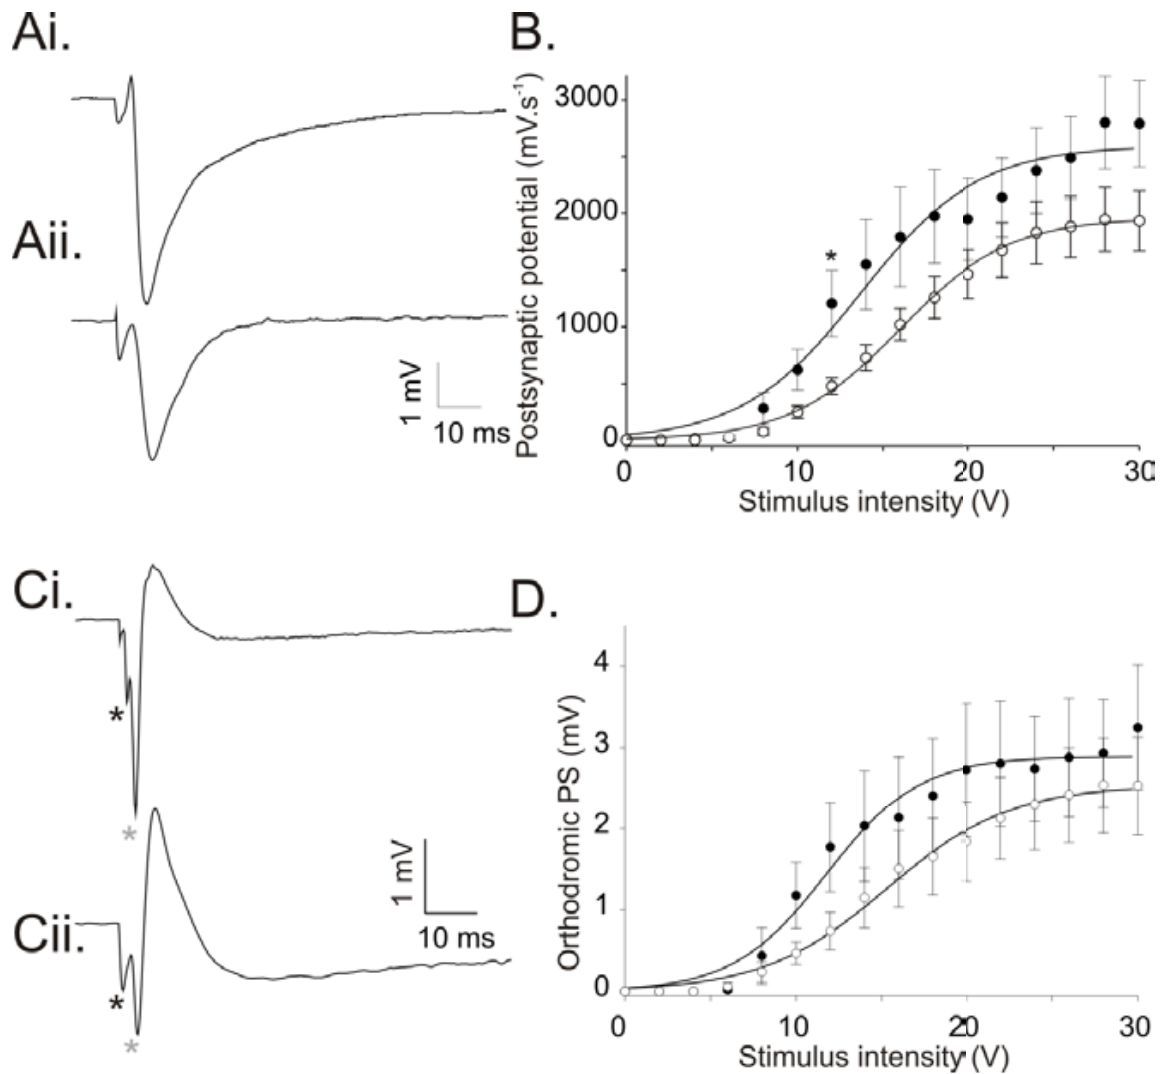 Ai.
Aii.
1 mV
10 ms
B.
Postsynaptic potential (mV.s⁻¹)
3000
2000
1000
0
*
0 10 20 30
Stimulus intensity (V)
Ci.
*
*
Cii.
*
*
1 mV
10 ms
D.
Orthodromic PS (mV)
4
3
2
1
0
0 10 20 30
Stimulus intensity (V)